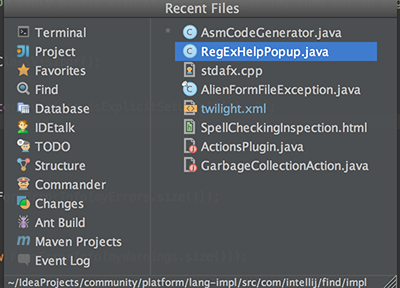 Recent Files
Terminal
Project
Favorites
Find
Database
IDEtalk
TODO
Structure
Commander
Changes
Ant Build
Maven Projects
Event Log
AsmCodeGenerator.java
RegExHelpPopup.java
stdafx.cpp
AlienFormFileException.java
twilight.xml
SpellCheckingInspection.html
ActionsPlugin.java
GarbageCollectionAction.java
~/IdeaProjects/community/platform/lang-impl/src/com/intellij/find/impl